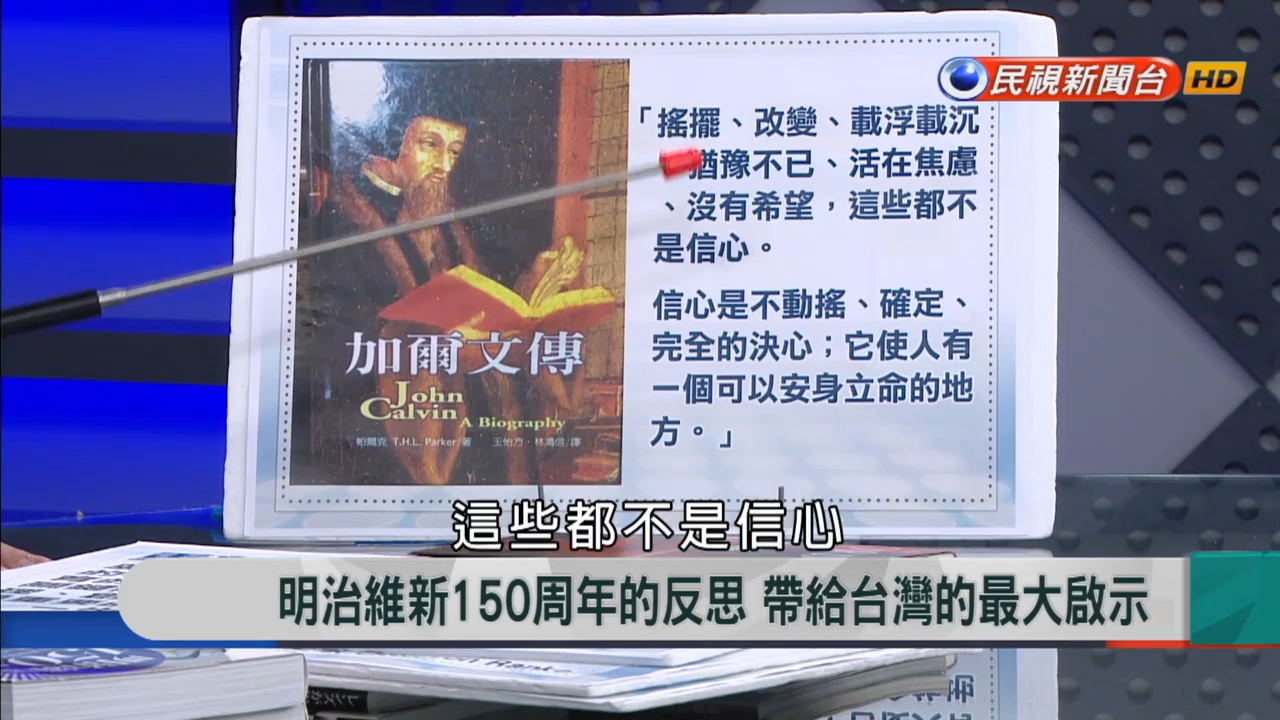 民視新聞台 HD
「搖擺、改變、載浮載沉
猶豫不已、活在焦慮
、沒有希望,這些都不
是信心。
信心是不動搖、確定、
完全的決心;它使人有
一個可以安身立命的地
方。」
加爾文傳
John
Calvin
A Biography
帕爾克 T.H.L. Parker/著 王怡方·林鴻信/譯
這些都不是信心
明治維新150周年的反思 帶給台灣的最大啟示